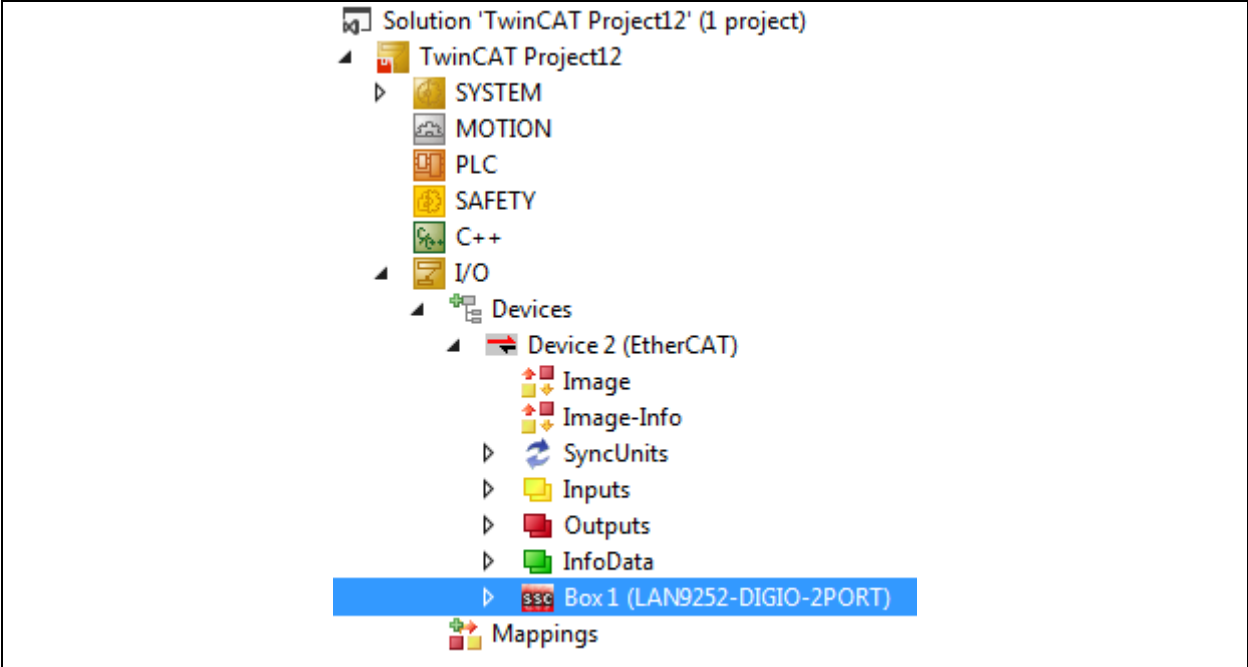 Solution 'TwinCAT Project12' (1 project)
TwinCAT Project12
SYSTEM
MOTION
PLC
SAFETY
C++
I/O
Devices
Device 2 (EtherCAT)
Image
Image-Info
SyncUnits
Inputs
Outputs
InfoData
ssc Box 1 (LAN9252-DIGIO-2PORT)
Mappings